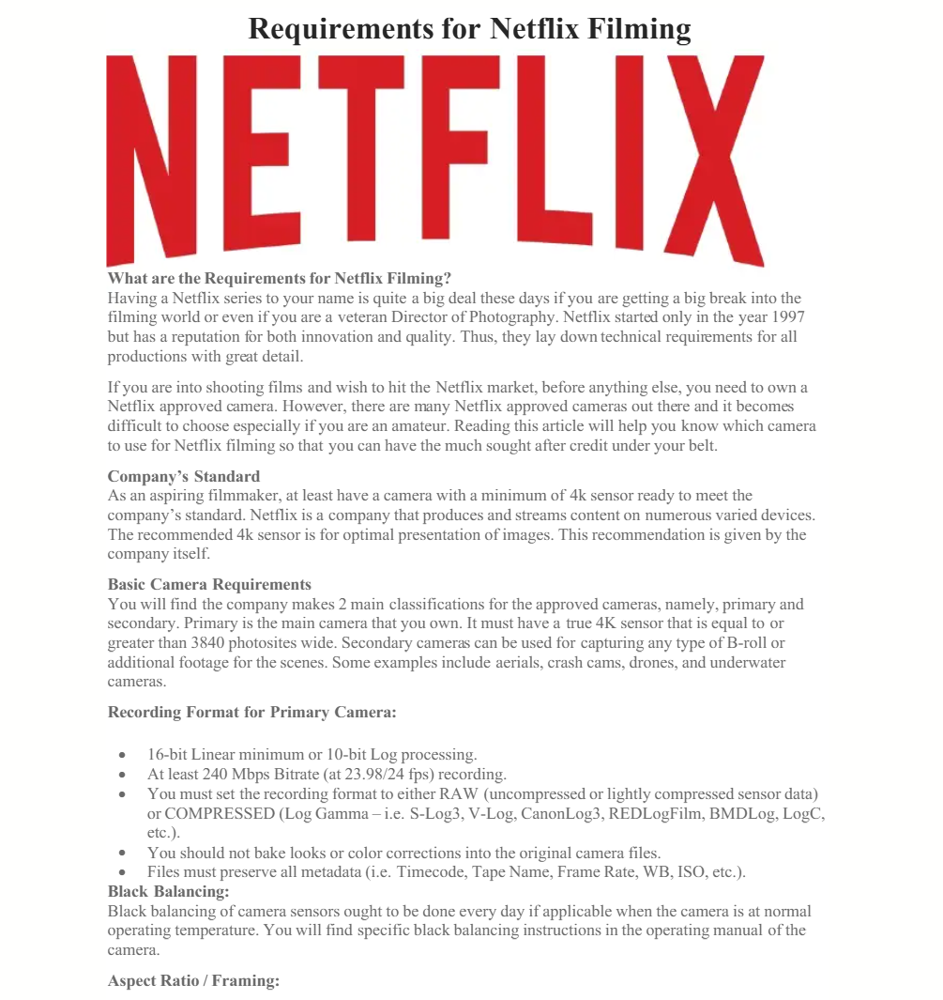 Requirements for Netflix Filming
NETFLIX
What are the Requirements for Netflix Filming?
Having a Netflix series to your name is quite a big deal these days if you are getting a big break into the
filming world or even if you are a veteran Director of Photography. Netflix started only in the year 1997
but has a reputation for both innovation and quality. Thus, they lay down technical requirements for all
productions with great detail.
If you are into shooting films and wish to hit the Netflix market, before anything else, you need to own a
Netflix approved camera. However, there are many Netflix approved cameras out there and it becomes
difficult to choose especially if you are an amateur. Reading this article will help you know which camera
to use for Netflix filming so that you can have the much sought after credit under your belt.
Company’s Standard
As an aspiring filmmaker, at least have a camera with a minimum of 4k sensor ready to meet the
company’s standard. Netflix is a company that produces and streams content on numerous varied devices.
The recommended 4k sensor is for optimal presentation of images. This recommendation is given by the
company itself.
Basic Camera Requirements
You will find the company makes 2 main classifications for the approved cameras, namely, primary and
secondary. Primary is the main camera that you own. It must have a true 4K sensor that is equal to or
greater than 3840 photosites wide. Secondary cameras can be used for capturing any type of B-roll or
additional footage for the scenes. Some examples include aerials, crash cams, drones, and underwater
cameras.
Recording Format for Primary Camera:
• 16-bit Linear minimum or 10-bit Log processing.
• At least 240 Mbps Bitrate (at 23.98/24 fps) recording.
• You must set the recording format to either RAW (uncompressed or lightly compressed sensor data)
or COMPRESSED (Log Gamma – i.e. S-Log3, V-Log, CanonLog3, REDLogFilm, BMDLog, LogC,
etc.).
• You should not bake looks or color corrections into the original camera files.
• Files must preserve all metadata (i.e. Timecode, Tape Name, Frame Rate, WB, ISO, etc.).
Black Balancing:
Black balancing of camera sensors ought to be done every day if applicable when the camera is at normal
operating temperature. You will find specific black balancing instructions in the operating manual of the
camera.
Aspect Ratio / Framing: